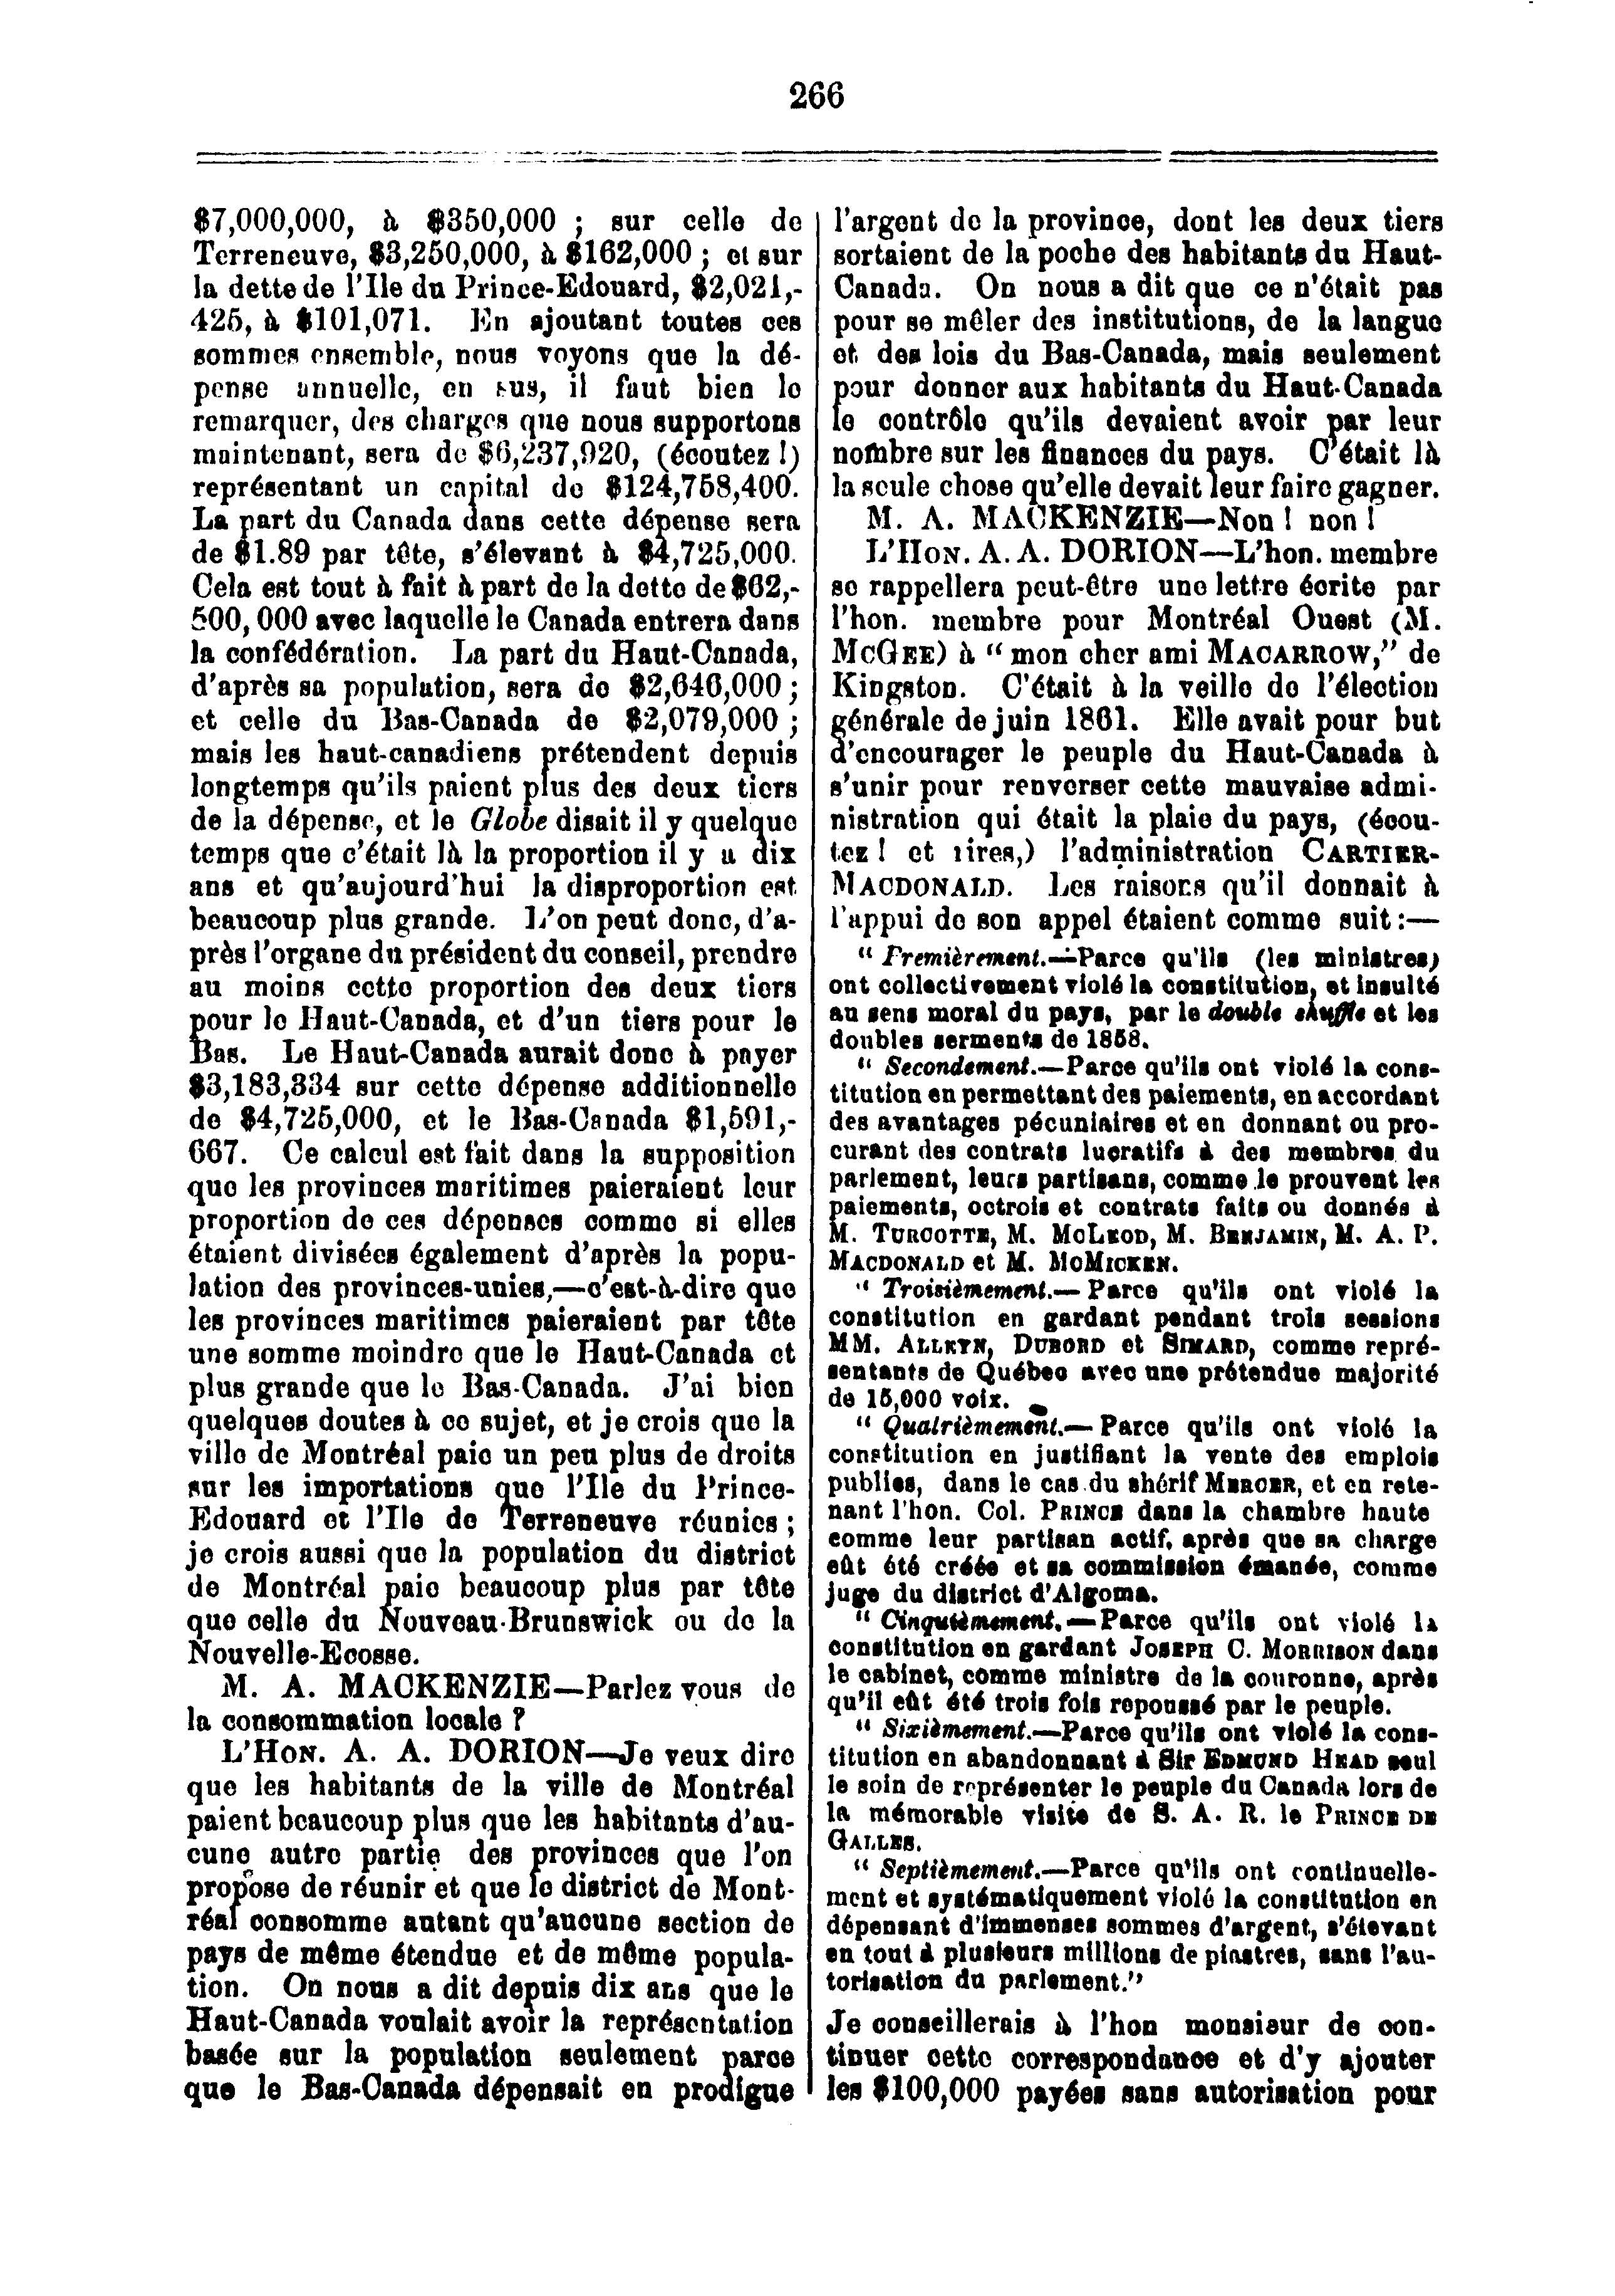 266
$7,000,000, à $350,000 ; sur celle de
Terreneuve, $3,250,000, à $162,000 ; et sur
la dette de l'Ile du Prince-Edouard, $2,021,-
425, à $101,071. En ajoutant toutes ces
sommes ensemble, nous voyons que la dé-
pense annuelle, en sus, il faut bien le
remarquer, des charges que nous supportons
maintenant, sera de $6,237,920, (écoutez !)
représentant un capital de $124,758,400.
La part du Canada dans cette dépense sera
de $1.89 par tête, s'élevant à $4,725,000.
Cela est tout à fait à part de la dette de $62,-
500,000 avec laquelle le Canada entrera dans
la confédération. La part du Haut-Canada,
d'après sa population, sera de $2,646,000 ;
et celle du Bas-Canada de $2,079,000 ;
mais les haut-canadiens prétendent depuis
longtemps qu'ils paient plus des deux tiers
de la dépense, et le Globe disait il y quelque
temps que c'était là la proportion il y a dix
ans et qu'aujourd'hui la disproportion est
beaucoup plus grande. L'on peut donc, d'a-
près l'organe du président du conseil, prendre
au moins cette proportion des deux tiers
pour le Haut-Canada, et d'un tiers pour le
Bas. Le Haut-Canada aurait donc à payer
$3,183,334 sur cette dépense additionnelle
de $4,725,000, et le Bas-Canada $1,591,-
667. Ce calcul est fait dans la supposition
que les provinces maritimes paieraient leur
proportion de ces dépenses comme si elles
étaient divisées également d'après la popu-
lation des provinces-unies,—c'est-à-dire que
les provinces maritimes paieraient par tête
une somme moindre que le Haut-Canada et
plus grande que le Bas-Canada. J'ai bien
quelques doutes à ce sujet, et je crois que la
ville de Montréal paie un peu plus de droits
sur les importations que l'Ile du Prince-
Edouard et l'Ile de Terreneuve réunies ;
je crois aussi que la population du district
de Montréal paie beaucoup plus par tête
que celle du Nouveau-Brunswick ou de la
Nouvelle-Ecosse.
M. A. MACKENZIE—Parlez vous de
la consommation locale ?
L'HON. A. A. DORION—Je veux dire
que les habitants de la ville de Montréal
paient beaucoup plus que les habitants d'au-
cune autre partie des provinces que l'on
propose de réunir et que le district de Mont-
réal consomme autant qu'aucune section de
pays de même étendue et de même popula-
tion. On nous a dit depuis dix ans que le
Haut-Canada voulait avoir la représentation
basée sur la population seulement parce
que le Bas-Canada dépensait en prodigue
l'argent de la province, dont les deux tiers
sortaient de la poche des habitants du Haut-
Canada. On nous a dit que ce n'était pas
pour se mêler des institutions, de la langue
et des lois du Bas-Canada, mais seulement
pour donner aux habitants du Haut-Canada
le contrôle qu'ils devaient avoir par leur
nombre sur les finances du pays. C'était là
la seule chose qu'elle devait leur faire gagner.
M. A. MACKENZIE—Non ! non !
L'HON. A. A. DORION—L'hon. membre
se rappellera peut-être une lettre écrite par
l'hon. membre pour Montréal Ouest (M.
MCGEE) à "mon cher ami MACARROW," de
Kingston. C'était à la veille de l'élection
générale de juin 1861. Elle avait pour but
d'encourager le peuple du Haut-Canada à
s'unir pour renverser cette mauvaise admi-
nistration qui était la plaie du pays, (écou-
tez ! et rires,) l'administration CARTIER-
MACDONALD. Les raisons qu'il donnait à
l'appui de son appel étaient comme suit :—
"Premièrement.—Parce qu'ils (les ministres)
ont collectivement violé la constitution, et insulté
au sens moral du pays, par le double shuffle et les
doubles serments de 1858.
"Secondement.—Parce qu'ils ont violé la cons-
titution en permettant des paiements, en accordant
des avantages pécuniaires et en donnant ou pro-
curant des contrats lucratifs à des membres du
parlement, leurs partisans, comme le prouvent les
paiements, octrois et contrats faits ou donnés à
M. TURCOTTE, M. MCLEOD, M. BENJAMIN, M. A. P.
MACDONALD et M. MCMICKEN.
"Troisièmement.—Parce qu'ils ont violé la
constitution en gardant pendant trois sessions
MM. ALLEYN, DUBORD et SIMARD, comme repré-
sentants de Québec avec une prétendue majorité
de 15,000 voix.
"Quatrièmement.—Parce qu'ils ont violé la
constitution en justifiant la vente des emplois
publics, dans le cas du shérif MERCER, et en rete-
nant l'hon. Col. PRINCE dans la chambre haute
comme leur partisan actif, après que sa charge
eût été créée et sa commission émanée, comme
juge du district d'Algoma.
"Cinquièmement.—Parce qu'ils ont violé la
constitution en gardant JOSEPH C. MORRISON dans
le cabinet, comme ministre de la couronne, après
qu'il eût été trois fois repoussé par le peuple.
"Sixièmement.—Parce qu'ils ont violé la cons-
titution en abandonnant à Sir EDMUND HEAD seul
le soin de représenter le peuple du Canada lors de
la mémorable visite de S. A. R. le PRINCE DE
GALLES.
"Septièmement.—Parce qu'ils ont continuelle-
ment et systématiquement violé la constitution en
dépensant d'immenses sommes d'argent, s'élevant
en tout à plusieurs millions de piastres, sans l'au-
torisation du parlement."
Je conseillerais à l'hon monsieur de con-
tinuer cette correspondance et d'y ajouter
les $100,000 payées sans autorisation pour